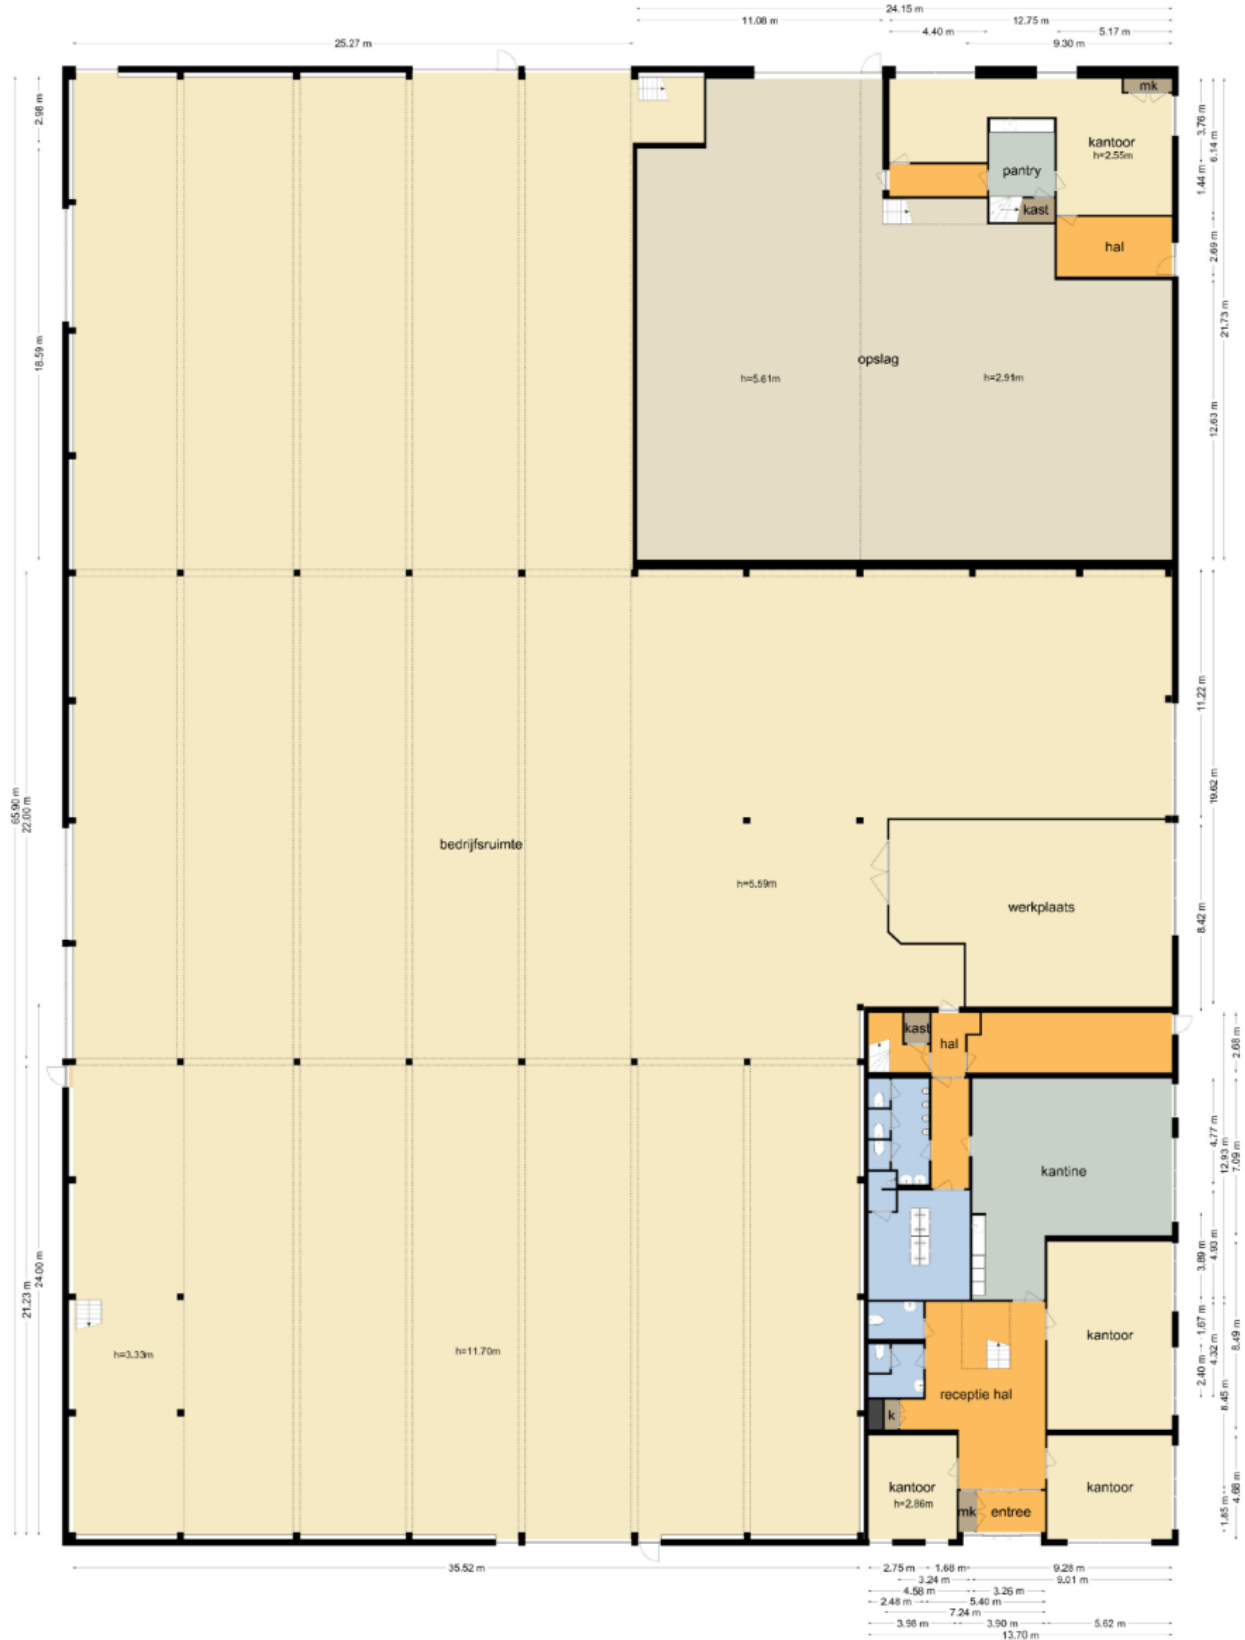 24.15 m
11.08 m
12.75 m
4.40 m
5.17 m
25.27 m
9.30 m
mk
2.98 m
3.76 m
6.14 m
kantoor
h=2.55m
pantry
1.44 m
kast
hal
2.69 m
21.73 m
18.59 m
opslag
h=5.61m
h=2.91m
12.63 m
11.22 m
19.62 m
65.90 m
22.00 m
bedrijfsruimte
h=5.59m
werkplaats
8.42 m
kast
hal
2.68 m
4.77 m
12.93 m
7.09 m
kantine
3.89 m
4.93 m
21.23 m
24.00 m
1.67 m
4.32 m
8.49 m
kantoor
h=3.33m
h=11.70m
2.40 m
8.45 m
receptie hal
k
kantoor
h=2.86m
kantoor
mk
entree
1.85 m
4.68 m
35.52 m
2.75 m
1.68 m
9.28 m
3.24 m
9.01 m
4.58 m
3.26 m
2.48 m
5.40 m
7.24 m
3.98 m
3.90 m
5.62 m
13.70 m